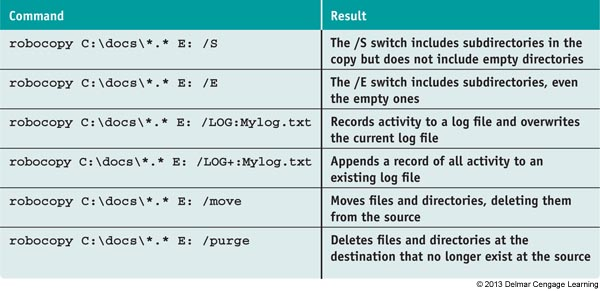 Command Result
robocopy C:\docs\*.* E: /S The /S switch includes subdirectories in the
copy but does not include empty directories
robocopy C:\docs\*.* E: /E The /E switch includes subdirectories, even
the empty ones
robocopy C:\docs\*.* E: /LOG:Mylog.txt Records activity to a log file and overwrites
the current log file
robocopy C:\docs\*.* E: /LOG+:Mylog.txt Appends a record of all activity to an
existing log file
robocopy C:\docs\*.* E: /move Moves files and directories, deleting them
from the source
robocopy C:\docs\*.* E: /purge Deletes files and directories at the
destination that no longer exist at the source
© 2013 Delmar Cengage Learning